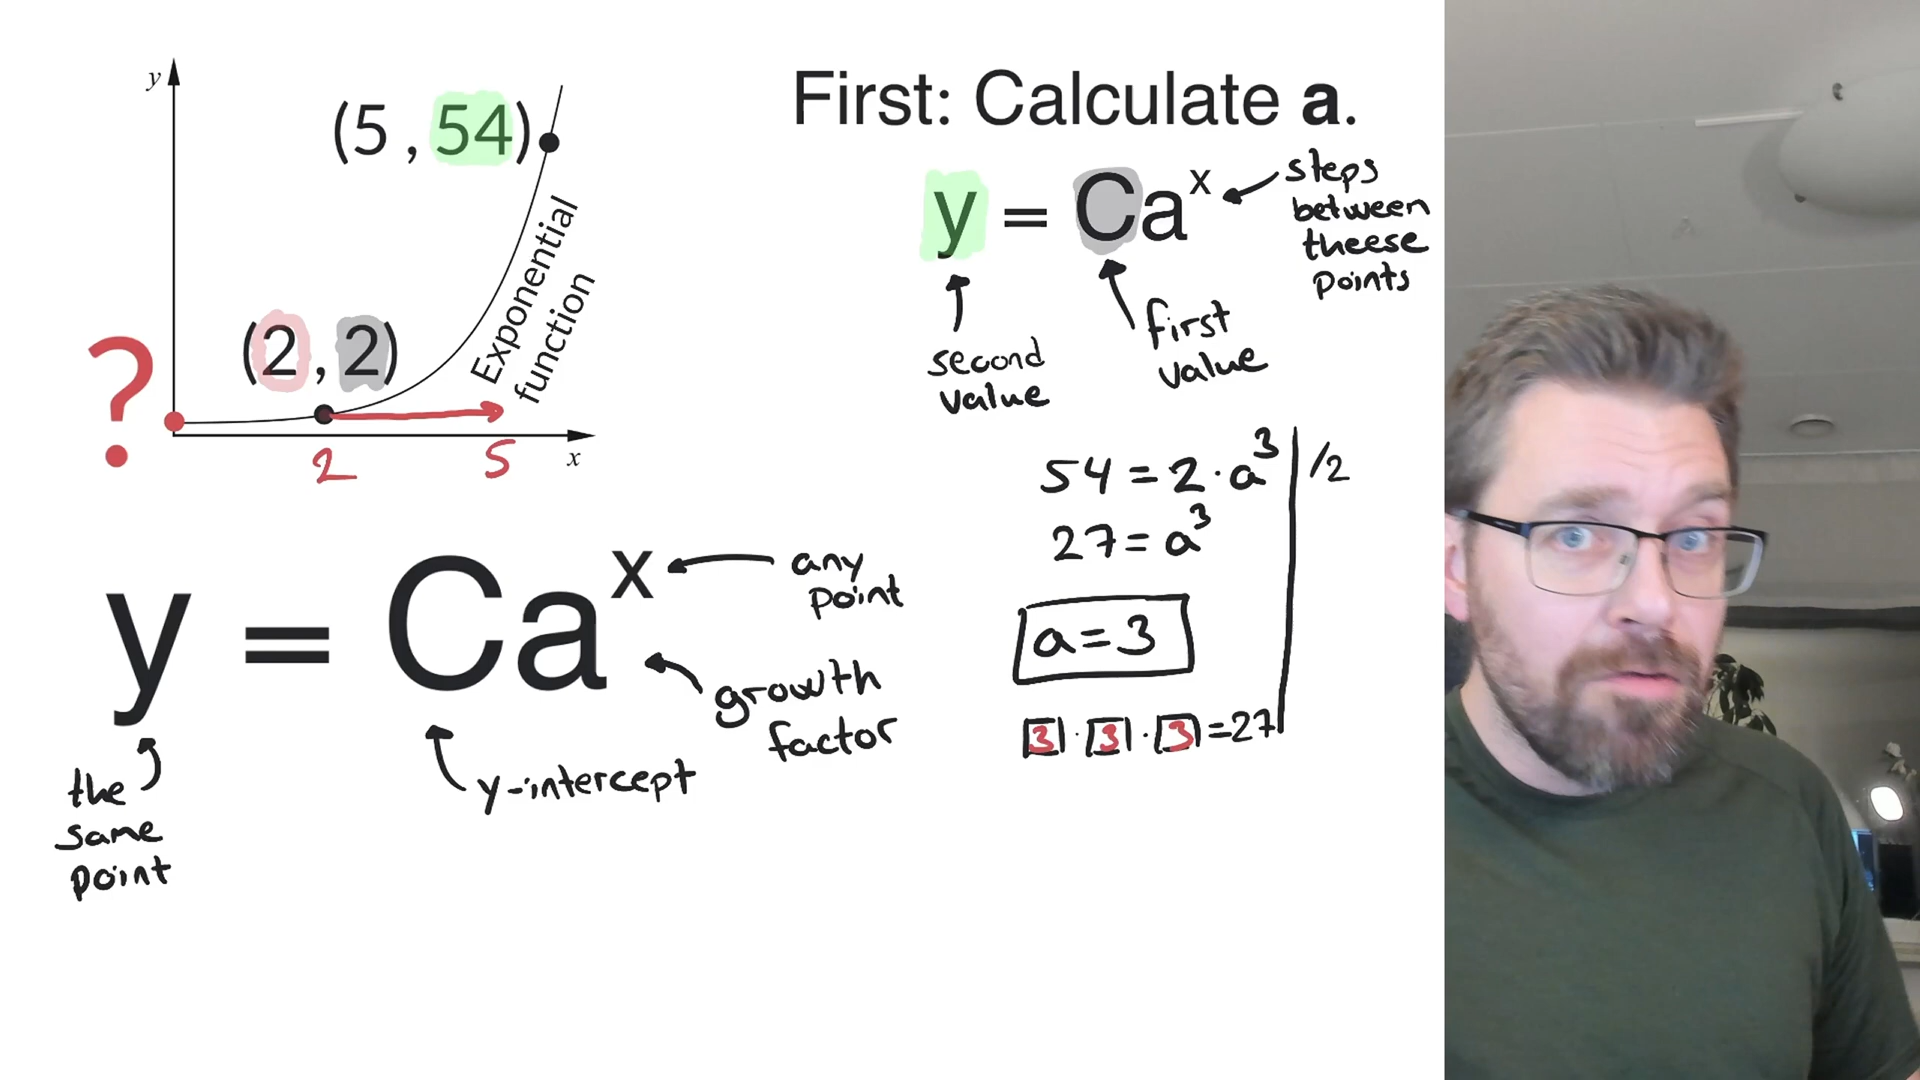 y
(5 , 54)
Exponential
function
(2 , 2)
?
2
5
x
y = Ca^x
any
point
growth
factor
y-intercept
the
same
point
First: Calculate a.
y = Ca^x
steps
between
theese
points
first
value
second
value
54 = 2 · a^3 | /2
27 = a^3
a = 3
3 · 3 · 3 = 27